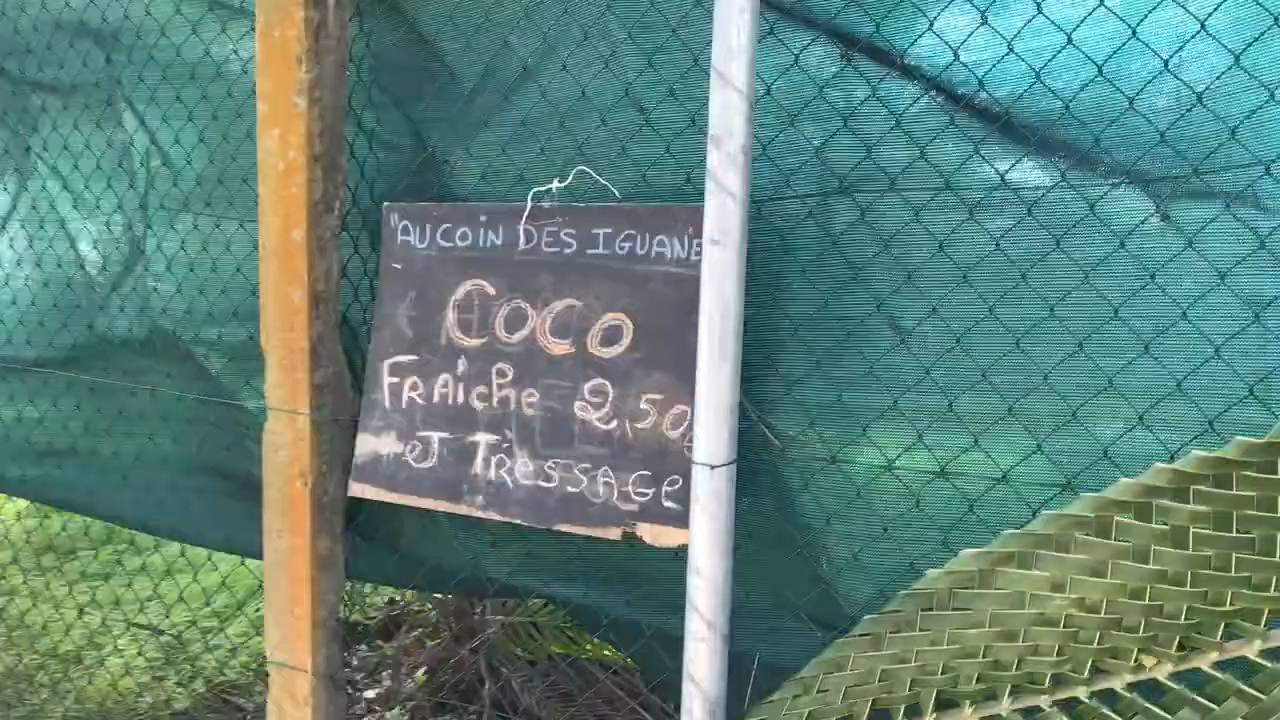 "AU COIN DES IGUANE
COCO
FRAiche 2,50
eT TRESSAGe